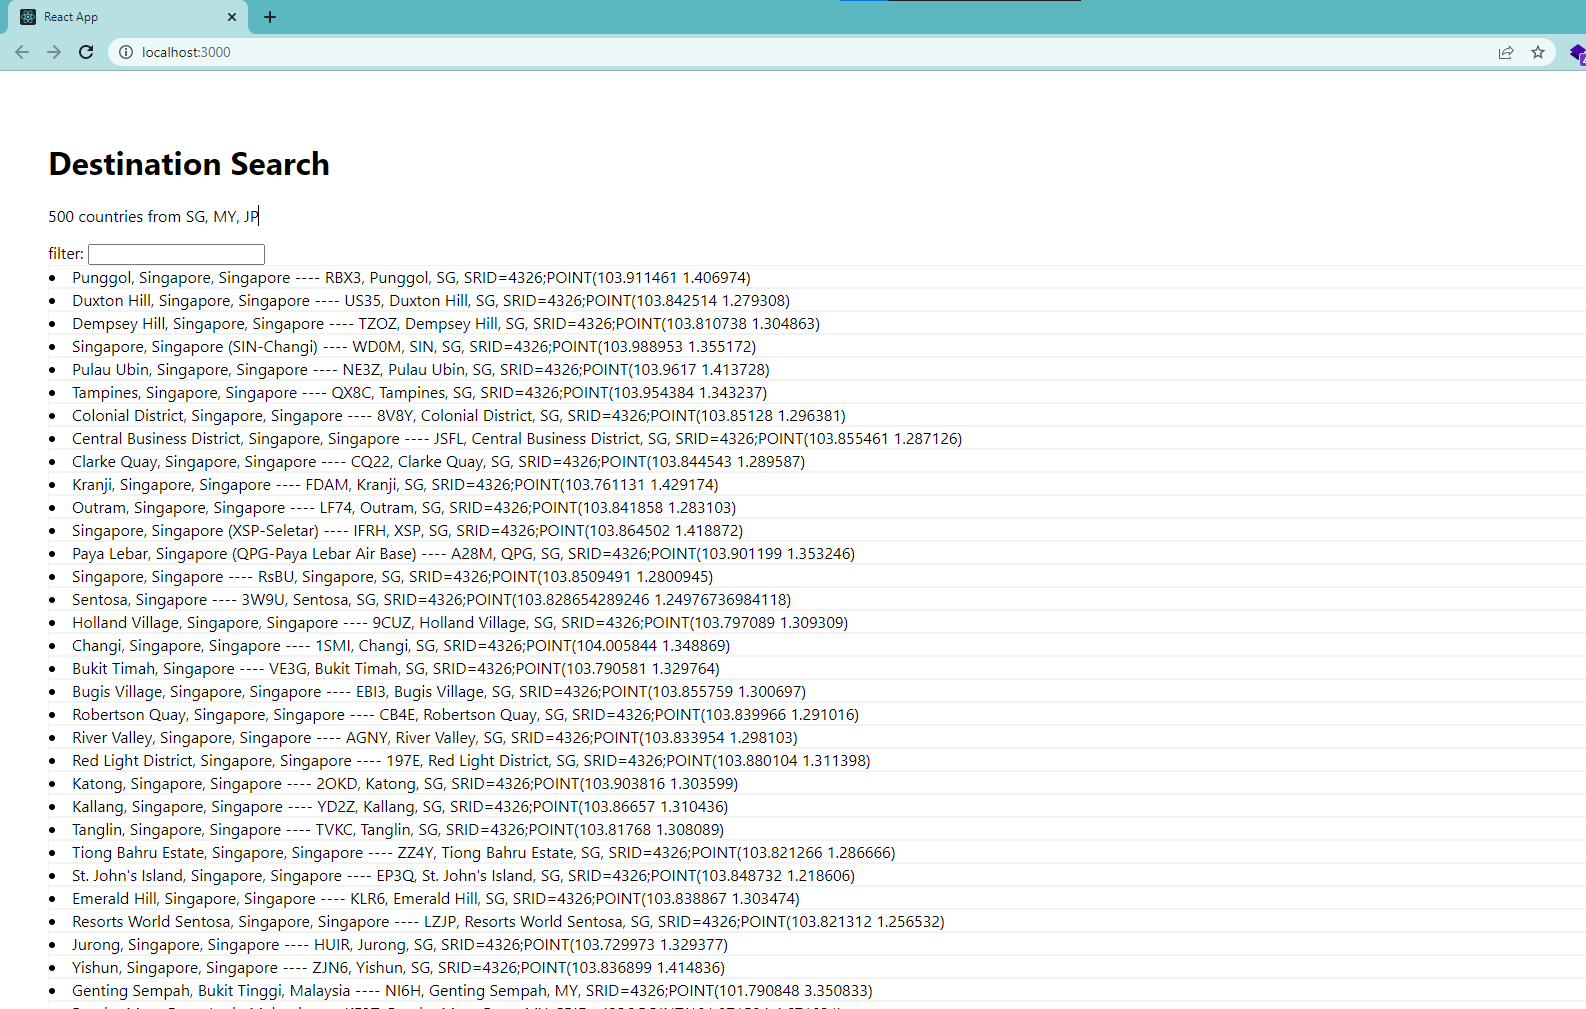 React App
localhost:3000
Destination Search
500 countries from SG, MY, JP
filter:
Punggol, Singapore, Singapore ---- RBX3, Punggol, SG, SRID=4326;POINT(103.911461 1.406974)
Duxton Hill, Singapore, Singapore ---- US35, Duxton Hill, SG, SRID=4326;POINT(103.842514 1.279308)
Dempsey Hill, Singapore, Singapore ---- TZOZ, Dempsey Hill, SG, SRID=4326;POINT(103.810738 1.304863)
Singapore, Singapore (SIN-Changi) ---- WD0M, SIN, SG, SRID=4326;POINT(103.988953 1.355172)
Pulau Ubin, Singapore, Singapore ---- NE3Z, Pulau Ubin, SG, SRID=4326;POINT(103.9617 1.413728)
Tampines, Singapore, Singapore ---- QX8C, Tampines, SG, SRID=4326;POINT(103.954384 1.343237)
Colonial District, Singapore, Singapore ---- 8V8Y, Colonial District, SG, SRID=4326;POINT(103.85128 1.296381)
Central Business District, Singapore, Singapore ---- JSFL, Central Business District, SG, SRID=4326;POINT(103.855461 1.287126)
Clarke Quay, Singapore, Singapore ---- CQ22, Clarke Quay, SG, SRID=4326;POINT(103.844543 1.289587)
Kranji, Singapore, Singapore ---- FDAM, Kranji, SG, SRID=4326;POINT(103.761131 1.429174)
Outram, Singapore, Singapore ---- LF74, Outram, SG, SRID=4326;POINT(103.841858 1.283103)
Singapore, Singapore (XSP-Seletar) ---- IFRH, XSP, SG, SRID=4326;POINT(103.864502 1.418872)
Paya Lebar, Singapore (QPG-Paya Lebar Air Base) ---- A28M, QPG, SG, SRID=4326;POINT(103.901199 1.353246)
Singapore, Singapore ---- RsBU, Singapore, SG, SRID=4326;POINT(103.8509491 1.2800945)
Sentosa, Singapore ---- 3W9U, Sentosa, SG, SRID=4326;POINT(103.828654289246 1.24976736984118)
Holland Village, Singapore, Singapore ---- 9CUZ, Holland Village, SG, SRID=4326;POINT(103.797089 1.309309)
Changi, Singapore, Singapore ---- 1SMI, Changi, SG, SRID=4326;POINT(104.005844 1.348869)
Bukit Timah, Singapore ---- VE3G, Bukit Timah, SG, SRID=4326;POINT(103.790581 1.329764)
Bugis Village, Singapore, Singapore ---- EBI3, Bugis Village, SG, SRID=4326;POINT(103.855759 1.300697)
Robertson Quay, Singapore, Singapore ---- CB4E, Robertson Quay, SG, SRID=4326;POINT(103.839966 1.291016)
River Valley, Singapore, Singapore ---- AGNY, River Valley, SG, SRID=4326;POINT(103.833954 1.298103)
Red Light District, Singapore, Singapore ---- 197E, Red Light District, SG, SRID=4326;POINT(103.880104 1.311398)
Katong, Singapore, Singapore ---- 2OKD, Katong, SG, SRID=4326;POINT(103.903816 1.303599)
Kallang, Singapore, Singapore ---- YD2Z, Kallang, SG, SRID=4326;POINT(103.86657 1.310436)
Tanglin, Singapore, Singapore ---- TVKC, Tanglin, SG, SRID=4326;POINT(103.81768 1.308089)
Tiong Bahru Estate, Singapore, Singapore ---- ZZ4Y, Tiong Bahru Estate, SG, SRID=4326;POINT(103.821266 1.286666)
St. John's Island, Singapore, Singapore ---- EP3Q, St. John's Island, SG, SRID=4326;POINT(103.848732 1.218606)
Emerald Hill, Singapore, Singapore ---- KLR6, Emerald Hill, SG, SRID=4326;POINT(103.838867 1.303474)
Resorts World Sentosa, Singapore, Singapore ---- LZJP, Resorts World Sentosa, SG, SRID=4326;POINT(103.821312 1.256532)
Jurong, Singapore, Singapore ---- HUIR, Jurong, SG, SRID=4326;POINT(103.729973 1.329377)
Yishun, Singapore, Singapore ---- ZJN6, Yishun, SG, SRID=4326;POINT(103.836899 1.414836)
Genting Sempah, Bukit Tinggi, Malaysia ---- NI6H, Genting Sempah, MY, SRID=4326;POINT(101.790848 3.350833)